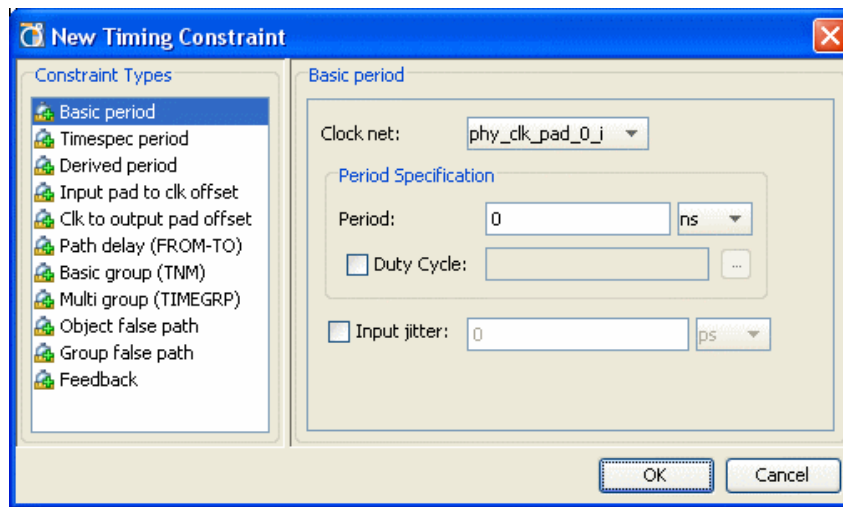 New Timing Constraint
Constraint Types
Basic period
Timespec period
Derived period
Input pad to clk offset
Clk to output pad offset
Path delay (FROM-TO)
Basic group (TNM)
Multi group (TIMEGRP)
Object false path
Group false path
Feedback
Basic period
Clock net: phy_clk_pad_0_i
Period Specification
Period: 0 ns
Duty Cycle: ...
Input jitter: 0 ps
OK Cancel